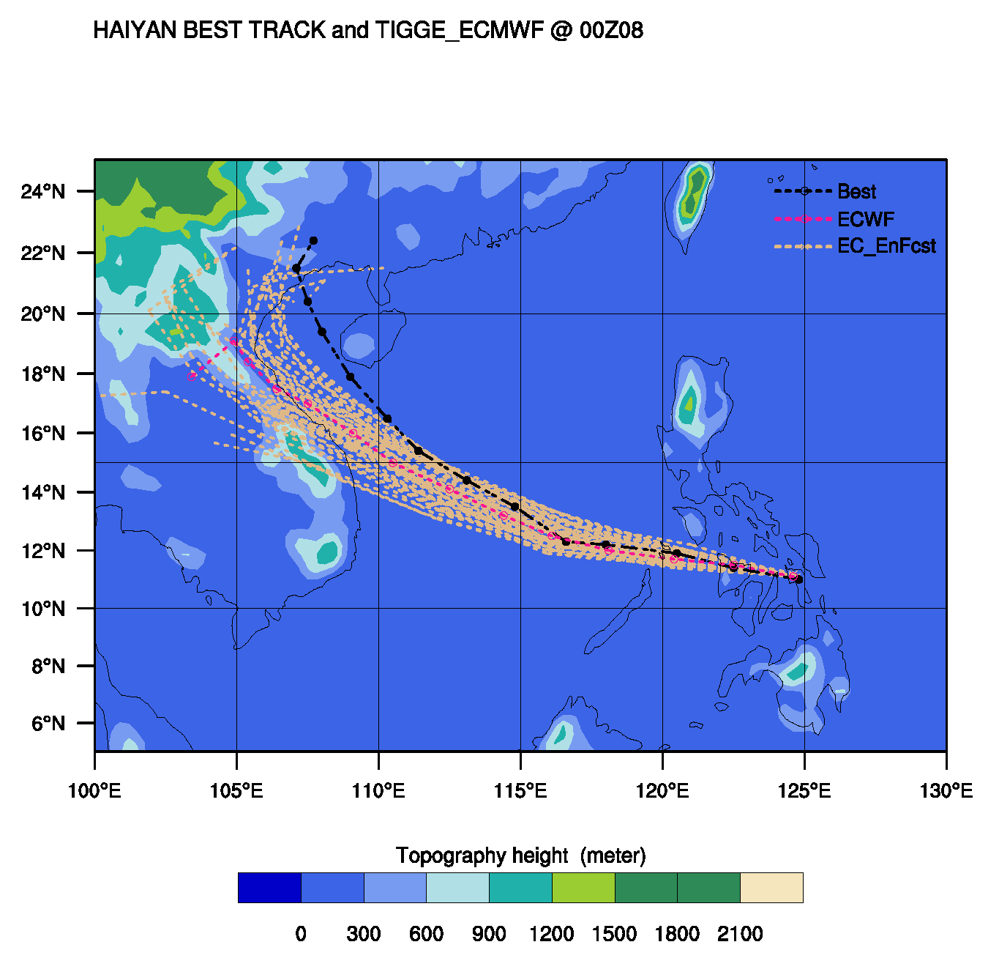 HAIYAN BEST TRACK and TIGGE_ECMWF @ 00Z08
Best
ECWF
EC_EnFcst
24°N
22°N
20°N
18°N
16°N
14°N
12°N
10°N
8°N
6°N
100°E 105°E 110°E 115°E 120°E 125°E 130°E
Topography height (meter)
0 300 600 900 1200 1500 1800 2100